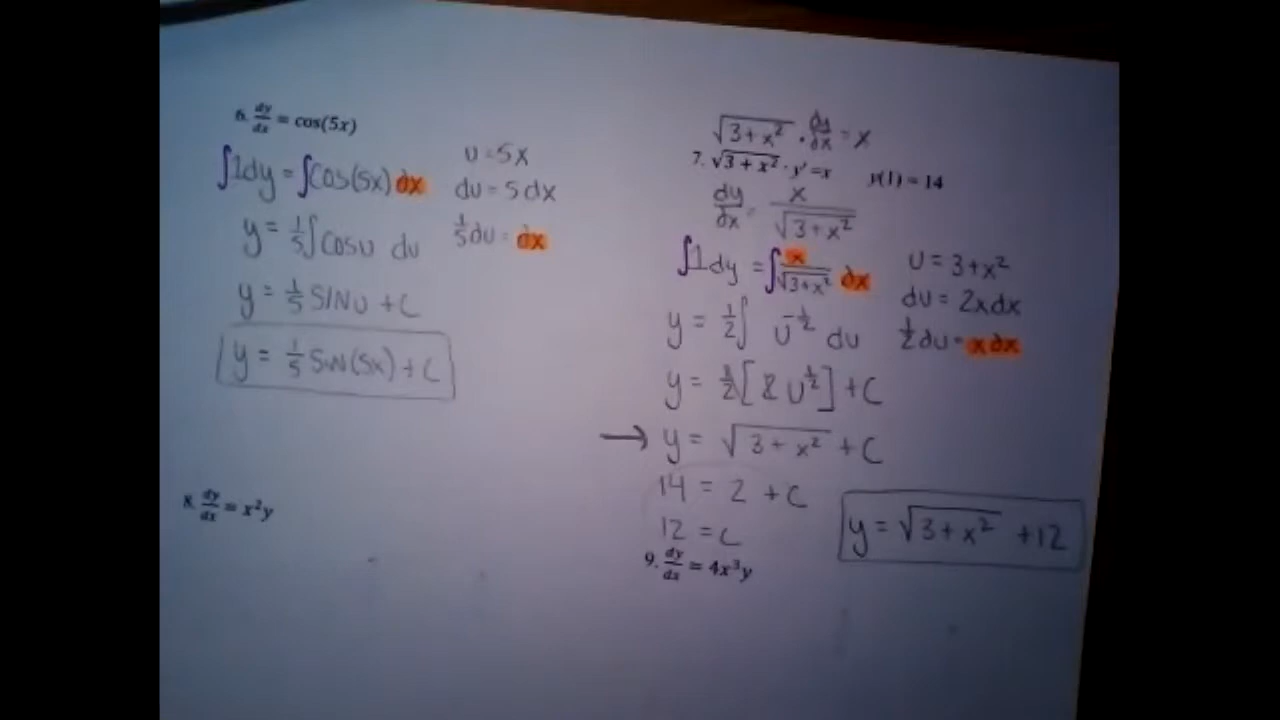 6. dy/dx = cos(5x)
∫1dy = ∫cos(5x) dx
u = 5x
du = 5dx
1/5 du = dx
y = 1/5 ∫cosu du
y = 1/5 SINu + C
y = 1/5 SiN(5x) + C
√(3+x²) · dy/dx = x
7. √(3 + x²) · y' = x
y(1) = 14
dy/dx = x/√(3+x²)
∫1dy = ∫ x/√(3+x²) dx
u = 3+x²
du = 2xdx
1/2 du = x dx
y = 1/2 ∫ u^(-1/2) du
y = 1/2 [2u^(1/2)] + C
→ y = √(3+x²) + C
14 = 2 + C
12 = C
y = √(3+x²) + 12
8. dy/dx = x²y
9. dy/dx = 4x³y